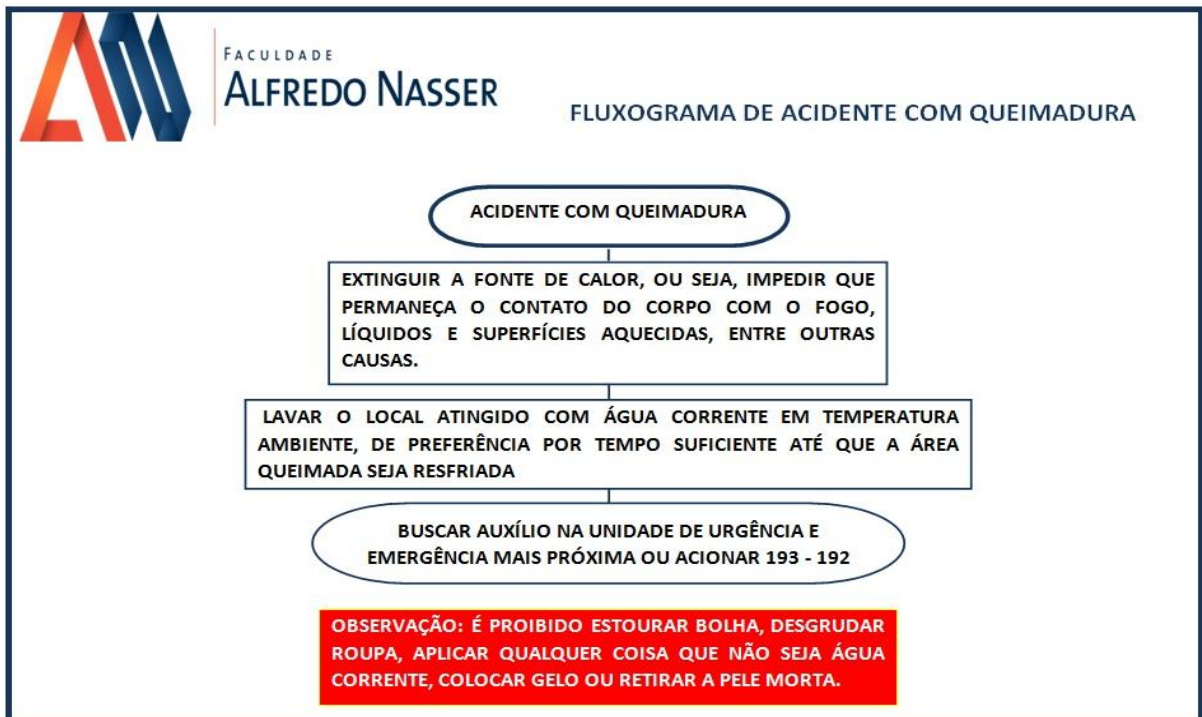 FACULDADE
ALFREDO NASSER
FLUXOGRAMA DE ACIDENTE COM QUEIMADURA
ACIDENTE COM QUEIMADURA
EXTINGUIR A FONTE DE CALOR, OU SEJA, IMPEDIR QUE
PERMANEÇA O CONTATO DO CORPO COM O FOGO,
LÍQUIDOS E SUPERFÍCIES AQUECIDAS, ENTRE OUTRAS
CAUSAS.
LAVAR O LOCAL ATINGIDO COM ÁGUA CORRENTE EM TEMPERATURA
AMBIENTE, DE PREFERÊNCIA POR TEMPO SUFICIENTE ATÉ QUE A ÁREA
QUEIMADA SEJA RESFRIADA
BUSCAR AUXÍLIO NA UNIDADE DE URGÊNCIA E
EMERGÊNCIA MAIS PRÓXIMA OU ACIONAR 193 - 192
OBSERVAÇÃO: É PROIBIDO ESTOURAR BOLHA, DESGRUDAR
ROUPA, APLICAR QUALQUER COISA QUE NÃO SEJA ÁGUA
CORRENTE, COLOCAR GELO OU RETIRAR A PELE MORTA.